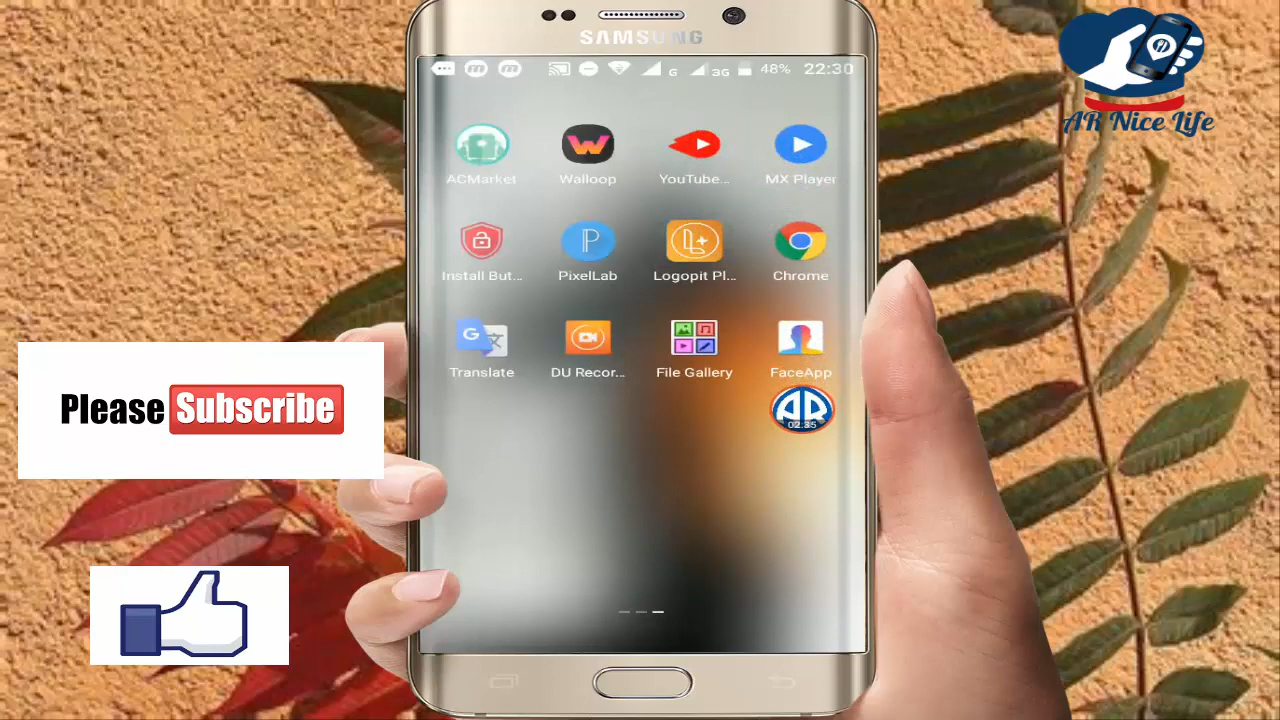 SAMSUNG
G 3G 48% 22:30
AR Nice Life
ACMarket Walloop YouTube... MX Player
Install But... PixelLab Logopit Pl... Chrome
Translate DU Recor... File Gallery FaceApp
AR
02:35
Please Subscribe